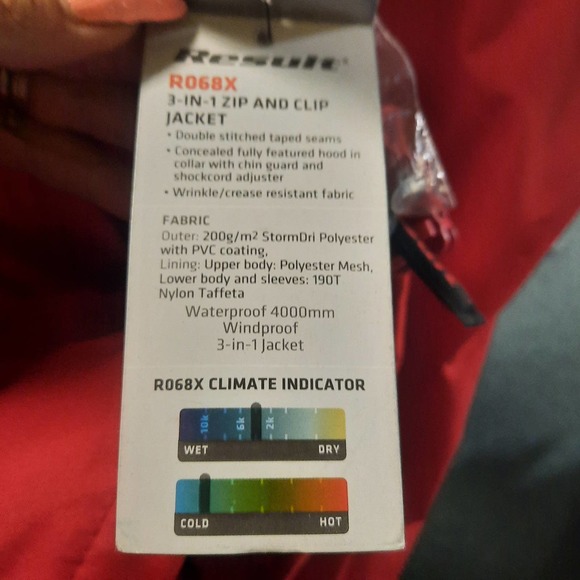 Result
R068X
3-IN-1 ZIP AND CLIP
JACKET
• Double stitched taped seams
• Concealed fully featured hood in
collar with chin guard and
shockcord adjuster
• Wrinkle/crease resistant fabric
FABRIC
Outer: 200g/m² StormDri Polyester
with PVC coating,
Lining: Upper body: Polyester Mesh,
Lower body and sleeves: 190T
Nylon Taffeta
Waterproof 4000mm
Windproof
3-in-1 Jacket
R068X CLIMATE INDICATOR
10k 6k 2k
WET DRY
COLD HOT